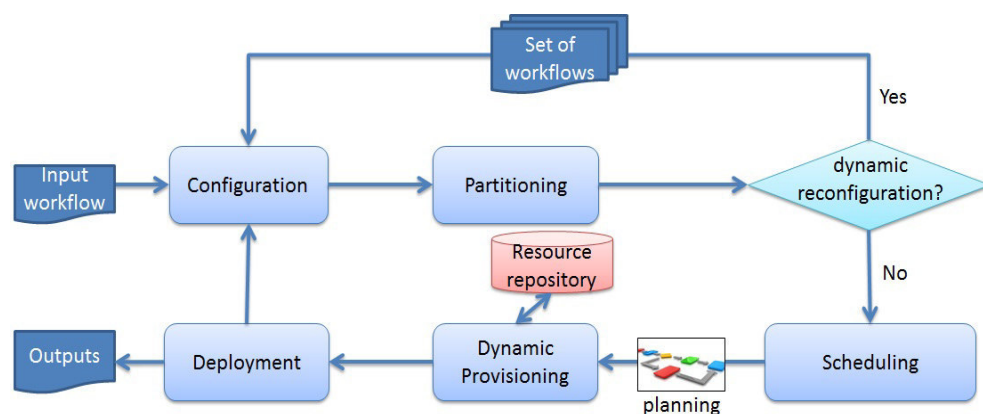 Set of
workflows
Yes
Input
workflow
Configuration
Partitioning
dynamic
reconfiguration?
Resource
repository
No
Outputs
Deployment
Dynamic
Provisioning
Scheduling
planning